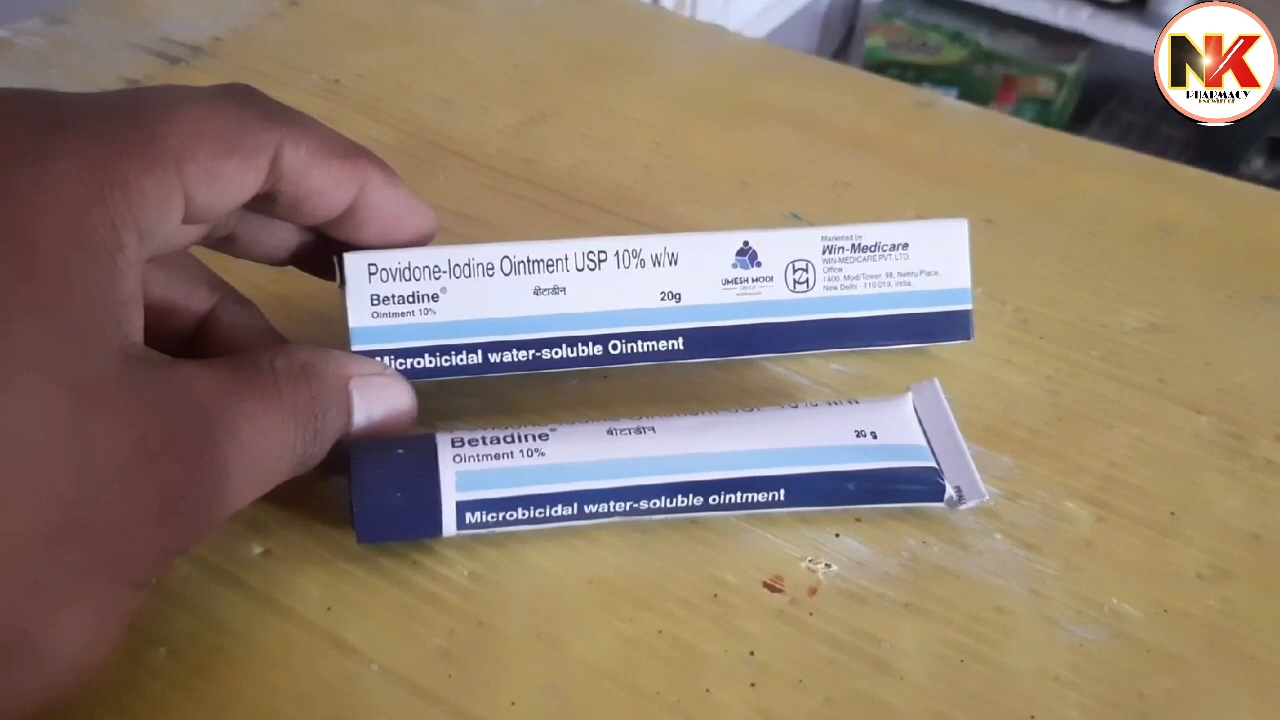 NK
PHARMACY
KNOWLEDGE
Povidone-Iodine Ointment USP 10% w/w
Betadine®
बीटाडीन
Ointment 10%
20g
UMESH MODI
GROUP
Marketed by
Win-Medicare
WIN-MEDICARE PVT. LTD.
Office
1400, Modi Tower, 98, Nehru Place,
New Delhi - 110 019, India.
Microbicidal water-soluble Ointment
Betadine®
बीटाडीन
Ointment 10%
20 g
Microbicidal water-soluble ointment